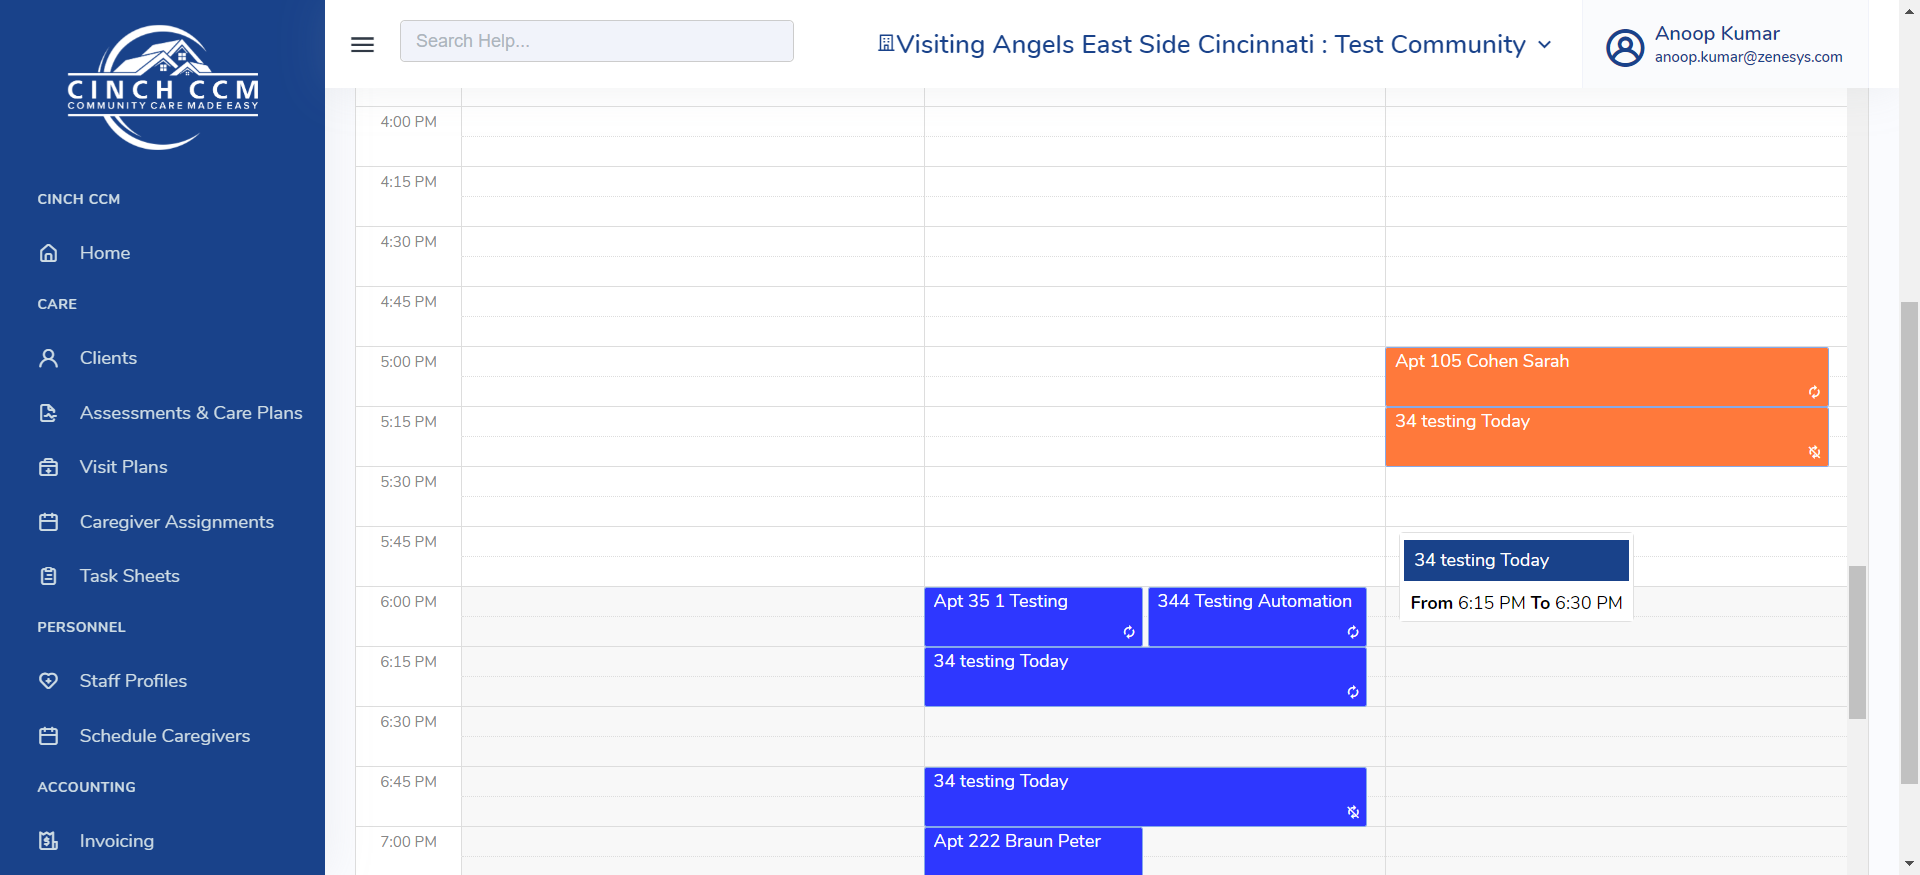 CINCH CCM
COMMUNITY CARE MADE EASY
CINCH CCM
Home
CARE
Clients
Assessments & Care Plans
Visit Plans
Caregiver Assignments
Task Sheets
PERSONNEL
Staff Profiles
Schedule Caregivers
ACCOUNTING
Invoicing
Search Help...
Visiting Angels East Side Cincinnati : Test Community
Anoop Kumar
anoop.kumar@zenesys.com
4:00 PM
4:15 PM
4:30 PM
4:45 PM
5:00 PM
Apt 105 Cohen Sarah
5:15 PM
34 testing Today
5:30 PM
5:45 PM
34 testing Today
From 6:15 PM To 6:30 PM
6:00 PM
Apt 35 1 Testing
344 Testing Automation
6:15 PM
34 testing Today
6:30 PM
6:45 PM
34 testing Today
7:00 PM
Apt 222 Braun Peter